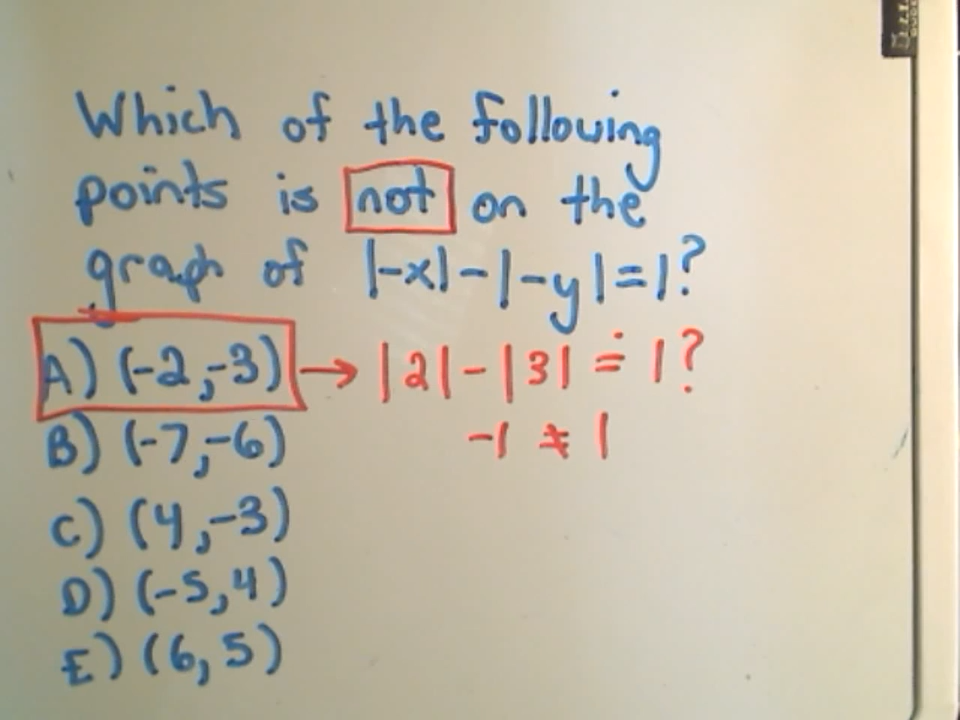 Which of the following
points is not on the
graph of |-x|-|-y|=1?
A) (-2,-3) → |2|-|3| ≐ 1?
-1 ≠ 1
B) (-7,-6)
C) (4,-3)
D) (-5,4)
E) (6,5)